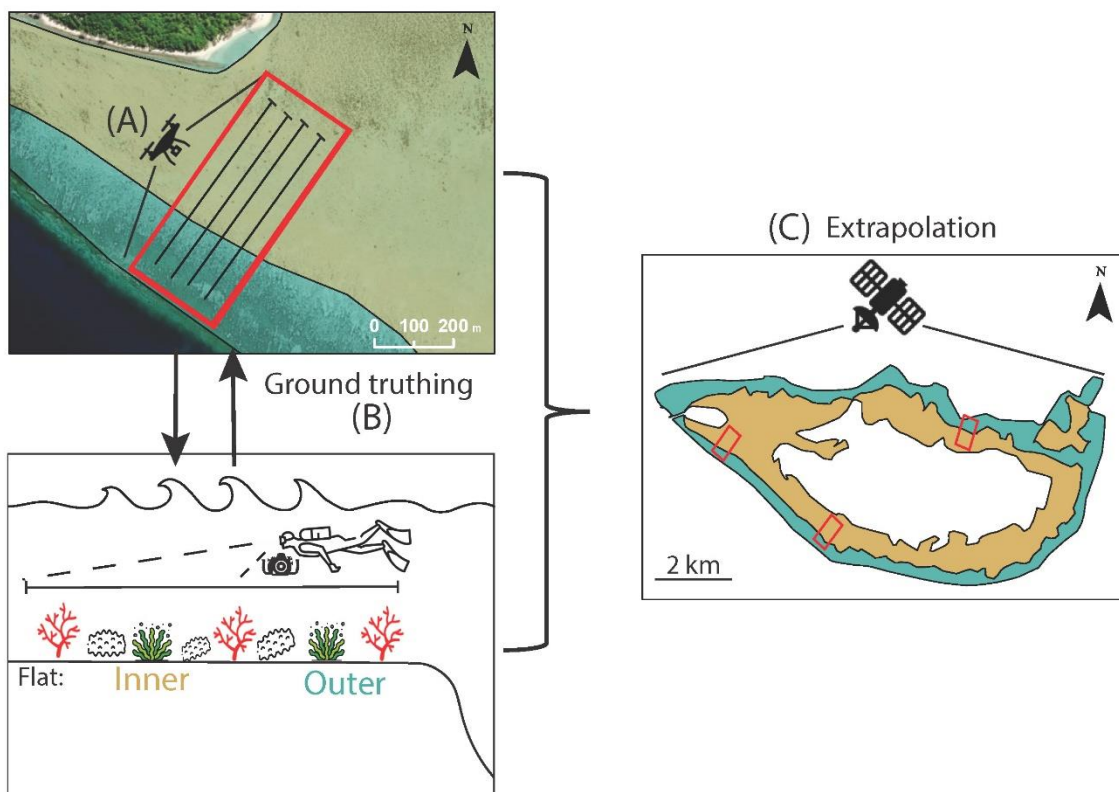 N
(A)
0 100 200 m
Ground truthing
(B)
Flat: Inner Outer
(C) Extrapolation
N
2 km